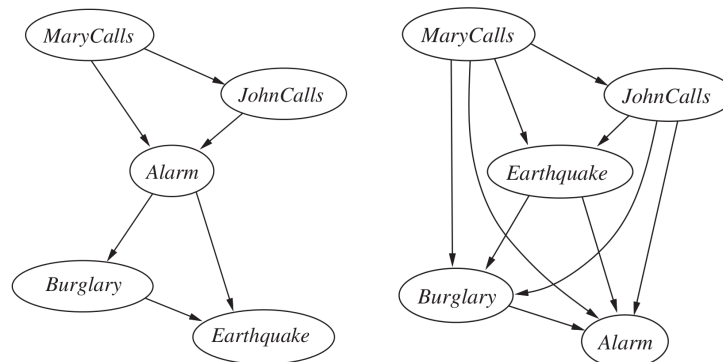 MaryCalls
JohnCalls
Alarm
Burglary
Earthquake
MaryCalls
JohnCalls
Earthquake
Burglary
Alarm